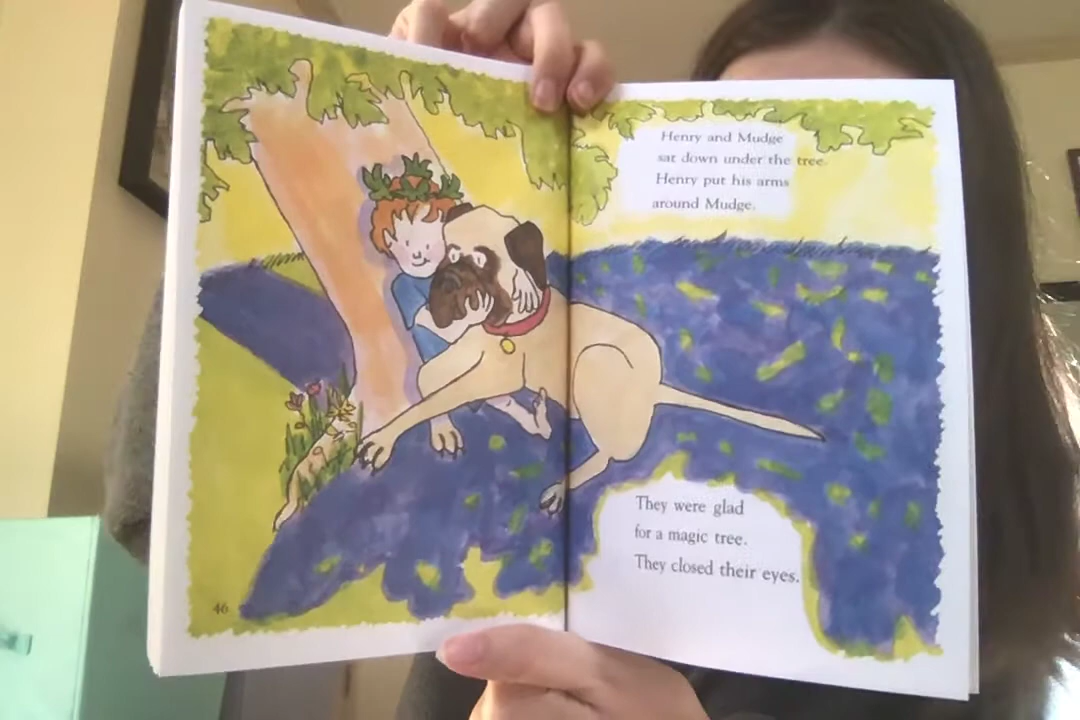 Henry and Mudge
sat down under the tree.
Henry put his arms
around Mudge.
They were glad
for a magic tree.
They closed their eyes.
46